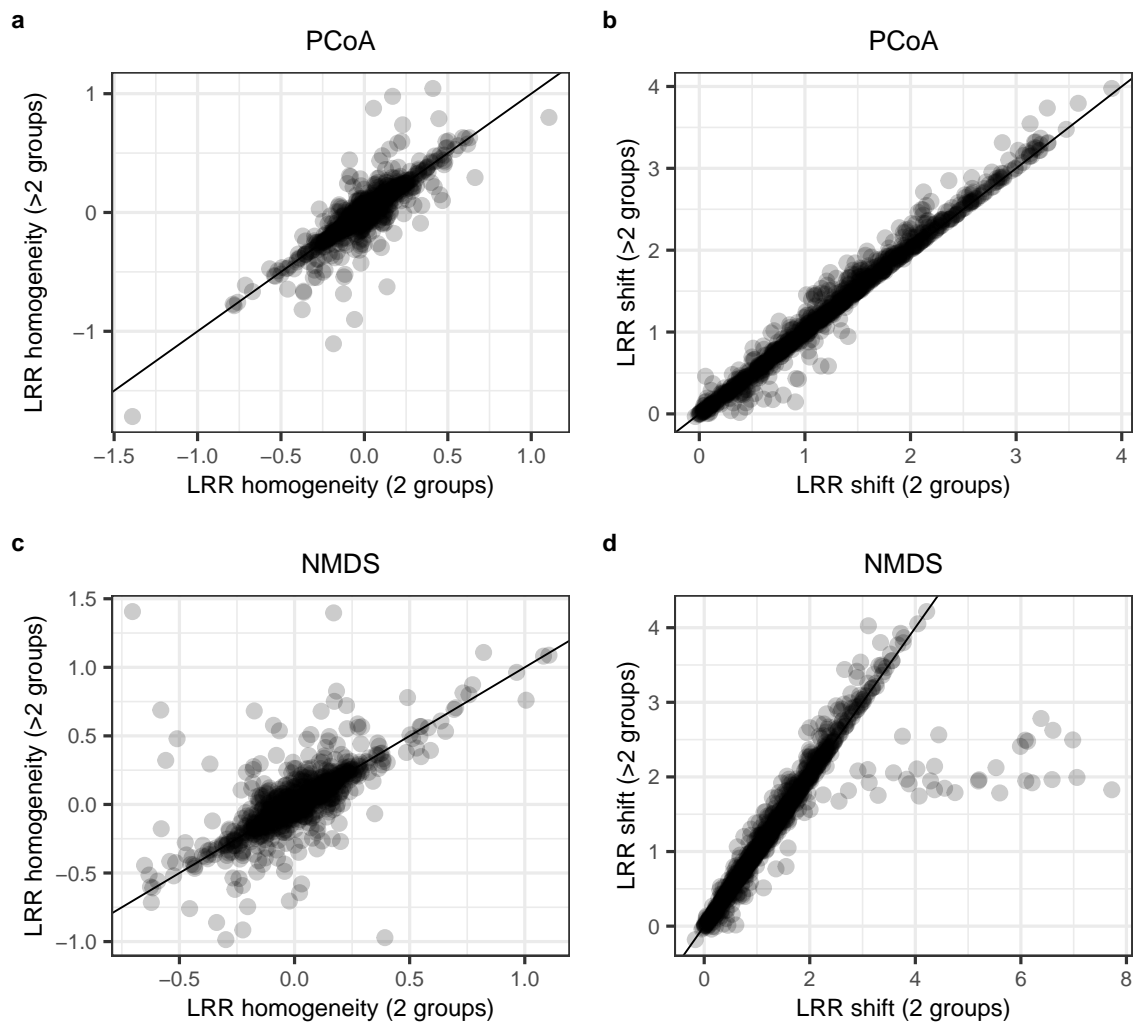 a
PCoA
LRR homogeneity (>2 groups)
1
0
−1
−1.5
−1.0
−0.5
0.0
0.5
1.0
LRR homogeneity (2 groups)
b
PCoA
LRR shift (>2 groups)
4
3
2
1
0
0
1
2
3
4
LRR shift (2 groups)
c
NMDS
LRR homogeneity (>2 groups)
1.5
1.0
0.5
0.0
−0.5
−1.0
−0.5
0.0
0.5
1.0
LRR homogeneity (2 groups)
d
NMDS
LRR shift (>2 groups)
4
3
2
1
0
0
2
4
6
8
LRR shift (2 groups)